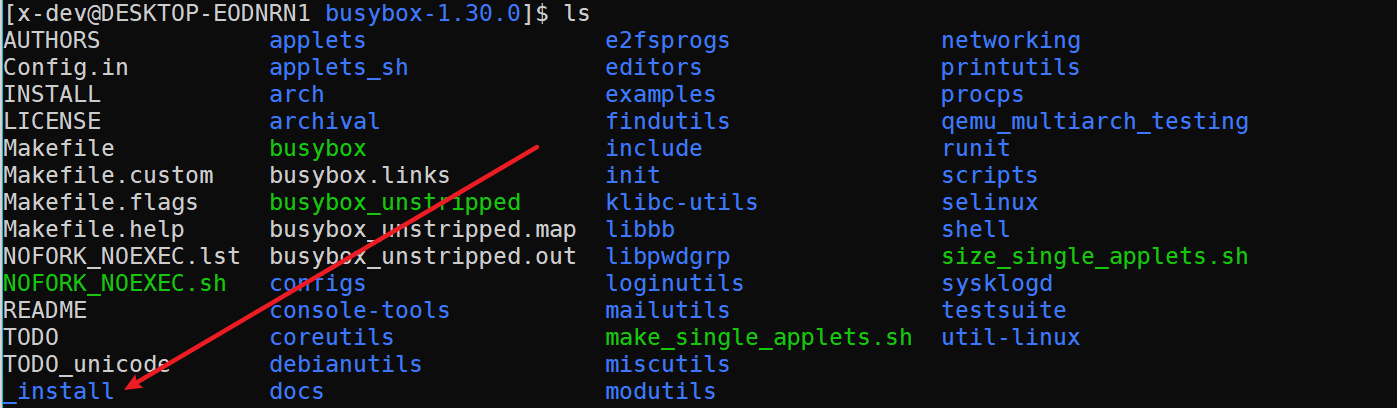 [x-dev@DESKTOP-EODNRN1 busybox-1.30.0]$ ls
AUTHORS applets e2fsprogs networking
Config.in applets_sh editors printutils
INSTALL arch examples procps
LICENSE archival findutils qemu_multiarch_testing
Makefile busybox include runit
Makefile.custom busybox.links init scripts
Makefile.flags busybox_unstripped klibc-utils selinux
Makefile.help busybox_unstripped.map libbb shell
NOFORK_NOEXEC.lst busybox_unstripped.out libpwdgrp size_single_applets.sh
NOFORK_NOEXEC.sh configs loginutils sysklogd
README console-tools mailutils testsuite
TODO coreutils make_single_applets.sh util-linux
TODO_unicode debianutils miscutils
_install docs modutils